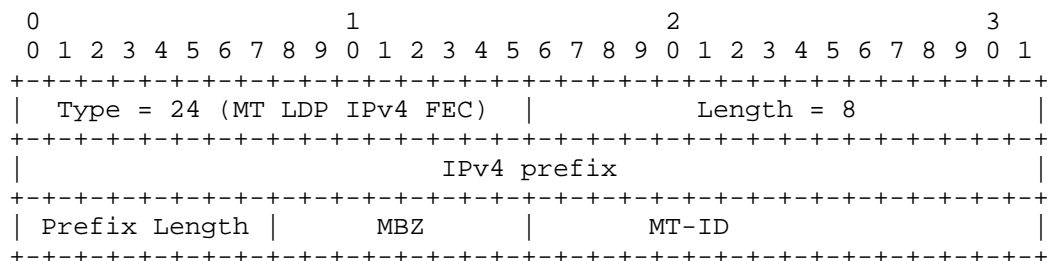 0                   1                   2                   3
 0 1 2 3 4 5 6 7 8 9 0 1 2 3 4 5 6 7 8 9 0 1 2 3 4 5 6 7 8 9 0 1
+-+-+-+-+-+-+-+-+-+-+-+-+-+-+-+-+-+-+-+-+-+-+-+-+-+-+-+-+-+-+-+-+
|  Type = 24 (MT LDP IPv4 FEC)  |          Length = 8           |
+-+-+-+-+-+-+-+-+-+-+-+-+-+-+-+-+-+-+-+-+-+-+-+-+-+-+-+-+-+-+-+-+
|                          IPv4 prefix                          |
+-+-+-+-+-+-+-+-+-+-+-+-+-+-+-+-+-+-+-+-+-+-+-+-+-+-+-+-+-+-+-+-+
| Prefix Length |      MBZ      |       MT-ID                   |
+-+-+-+-+-+-+-+-+-+-+-+-+-+-+-+-+-+-+-+-+-+-+-+-+-+-+-+-+-+-+-+-+